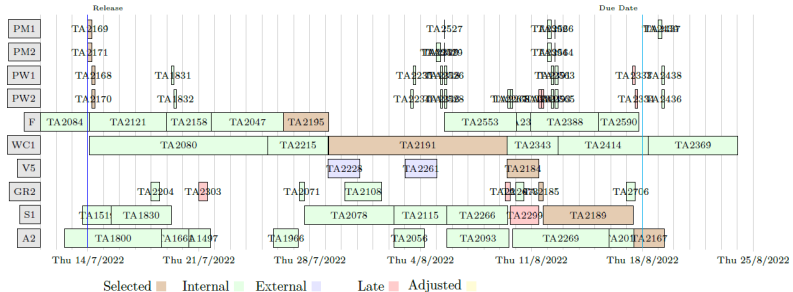 Release Due Date
PM1 TA2169 TA2527
PM2 TA2171
PW1 TA2168 TA1831 TA2438
PW2 TA2170 TA1832 TA2436
F TA2084 TA2121 TA2158 TA2047 TA2195 TA2553 TA2388 TA2590
WC1 TA2080 TA2215 TA2191 TA2343 TA2414 TA2369
V5 TA2228 TA2261 TA2184
GR2 TA2204 TA2303 TA2071 TA2108 TA2706
S1 TA1830 TA2078 TA2115 TA2266 TA2299 TA2189
A2 TA1800 TA1497 TA1966 TA2056 TA2093 TA2269 TA2167
Thu 14/7/2022 Thu 21/7/2022 Thu 28/7/2022 Thu 4/8/2022 Thu 11/8/2022 Thu 18/8/2022 Thu 25/8/2022
Selected Internal External Late Adjusted